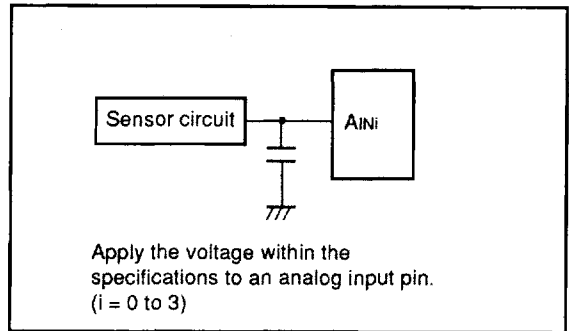 Sensor circuit
AINi
Apply the voltage within the
specifications to an analog input pin.
(i = 0 to 3)